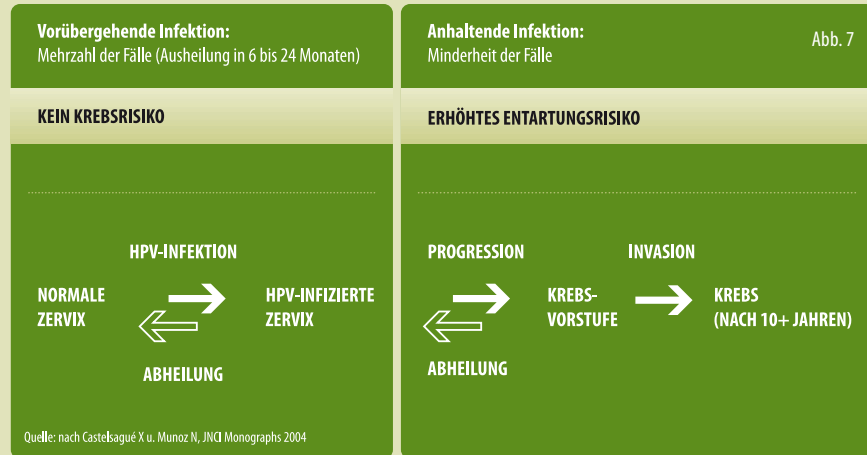 Vorübergehende Infektion:
Mehrzahl der Fälle (Ausheilung in 6 bis 24 Monaten)
KEIN KREBSRISIKO
HPV-INFEKTION
NORMALE
ZERVIX
HPV-INFIZIERTE
ZERVIX
ABHEILUNG
Quelle: nach Castelsagué X u. Munoz N, JNCI Monographs 2004
Anhaltende Infektion:
Minderheit der Fälle
Abb. 7
ERHÖHTES ENTARTUNGSRISIKO
PROGRESSION
INVASION
KREBS-
VORSTUFE
KREBS
(NACH 10+ JAHREN)
ABHEILUNG